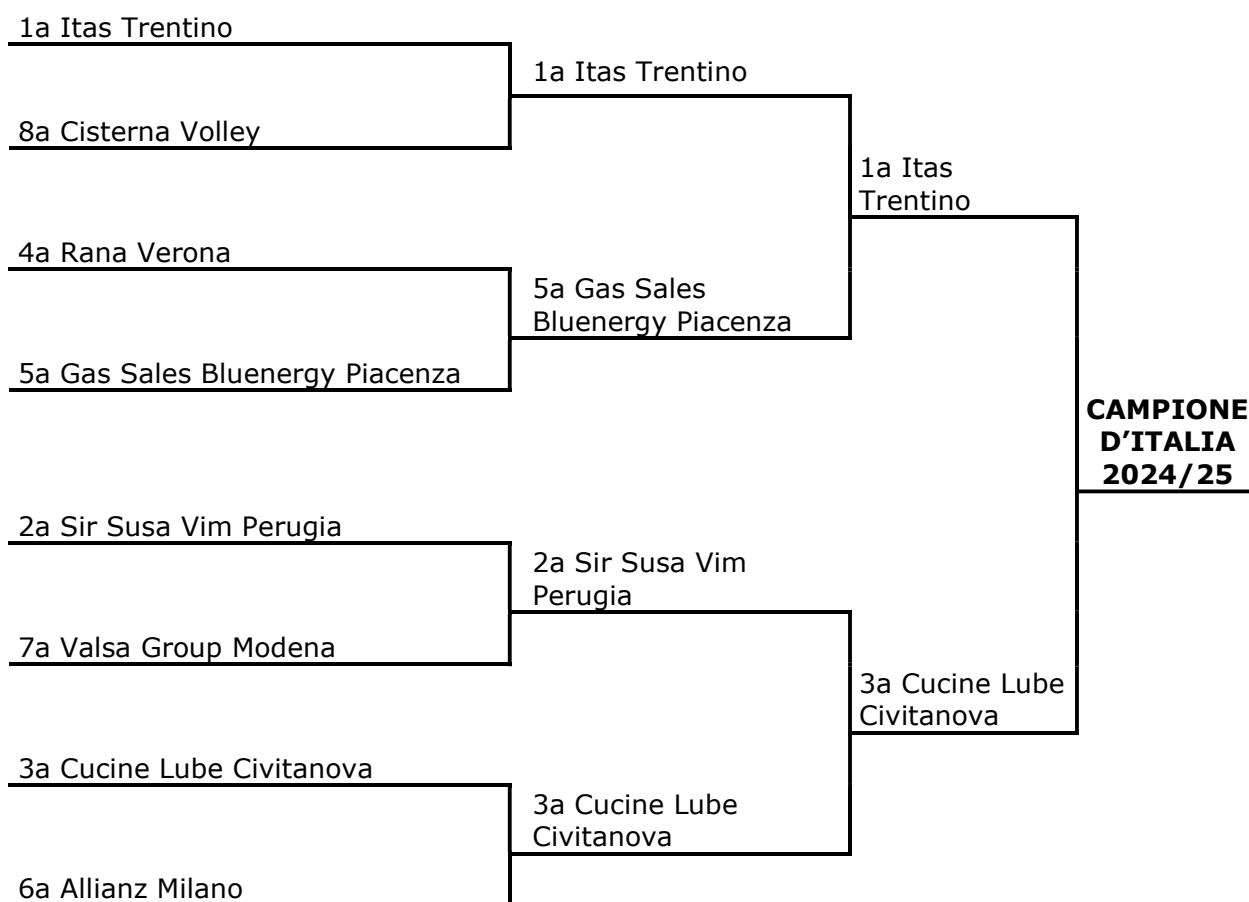 1a Itas Trentino
1a Itas Trentino
8a Cisterna Volley
1a Itas
Trentino
4a Rana Verona
5a Gas Sales
Bluenergy Piacenza
5a Gas Sales Bluenergy Piacenza
CAMPIONE
D’ITALIA
2024/25
2a Sir Susa Vim Perugia
2a Sir Susa Vim
Perugia
7a Valsa Group Modena
3a Cucine Lube
Civitanova
3a Cucine Lube Civitanova
3a Cucine Lube
Civitanova
6a Allianz Milano